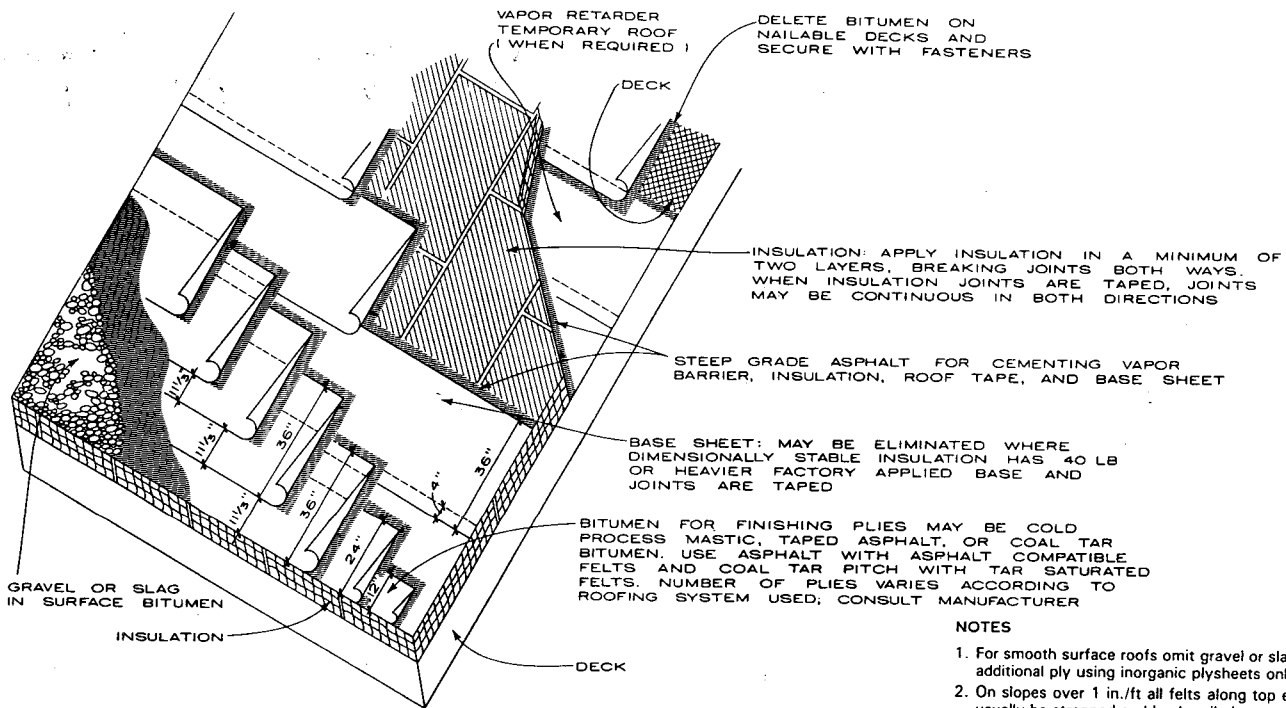 VAPOR RETARDER
TEMPORARY ROOF
(WHEN REQUIRED)
DELETE BITUMEN ON
NAILABLE DECKS AND
SECURE WITH FASTENERS
DECK
INSULATION: APPLY INSULATION IN A MINIMUM OF
TWO LAYERS, BREAKING JOINTS BOTH WAYS.
WHEN INSULATION JOINTS ARE TAPED, JOINTS
MAY BE CONTINUOUS IN BOTH DIRECTIONS
STEEP GRADE ASPHALT FOR CEMENTING VAPOR
BARRIER, INSULATION, ROOF TAPE, AND BASE SHEET
BASE SHEET: MAY BE ELIMINATED WHERE
DIMENSIONALLY STABLE INSULATION HAS 40 LB
OR HEAVIER FACTORY APPLIED BASE AND
JOINTS ARE TAPED
BITUMEN FOR FINISHING PLIES MAY BE COLD
PROCESS MASTIC, TAPED ASPHALT, OR COAL TAR
BITUMEN. USE ASPHALT WITH ASPHALT COMPATIBLE
FELTS AND COAL TAR PITCH WITH TAR SATURATED
FELTS. NUMBER OF PLIES VARIES ACCORDING TO
ROOFING SYSTEM USED; CONSULT MANUFACTURER
11 1/3"
11 1/3"
11 1/3"
36"
36"
24"
12"
4"
36"
GRAVEL OR SLAG
IN SURFACE BITUMEN
INSULATION
DECK
NOTES
1. For smooth surface roofs omit gravel or
additional ply using inorganic plysheets
2. On slopes over 1 in./ft all felts along top